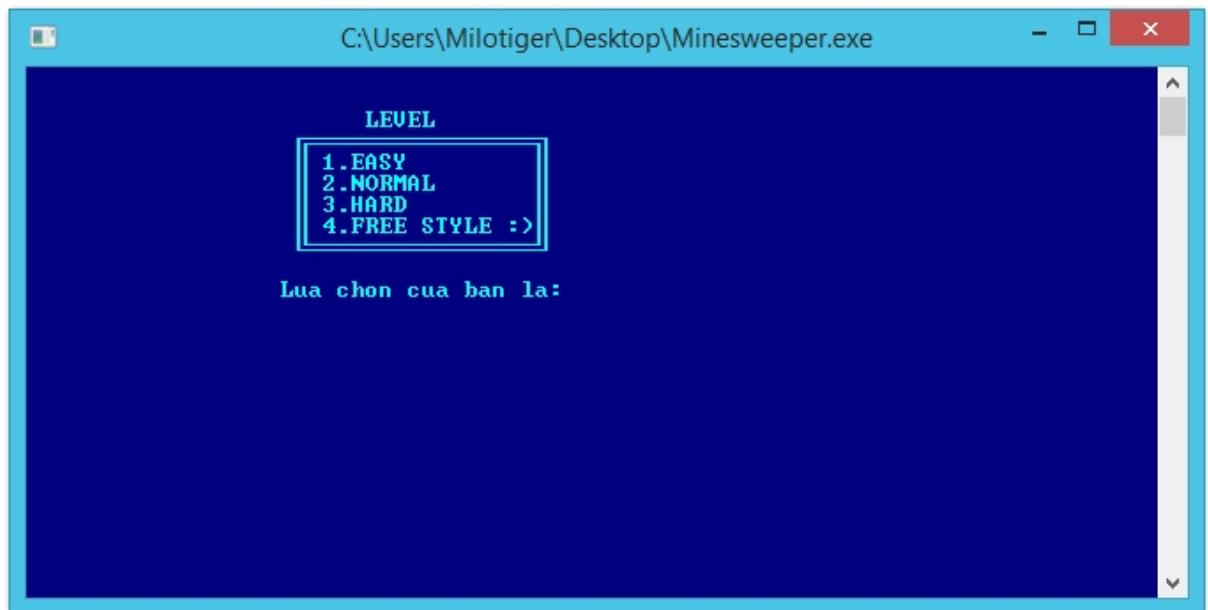 C:\Users\Milotiger\Desktop\Minesweeper.exe
LEVEL
1.EASY
2.NORMAL
3.HARD
4.FREE STYLE :)
Lua chon cua ban la: